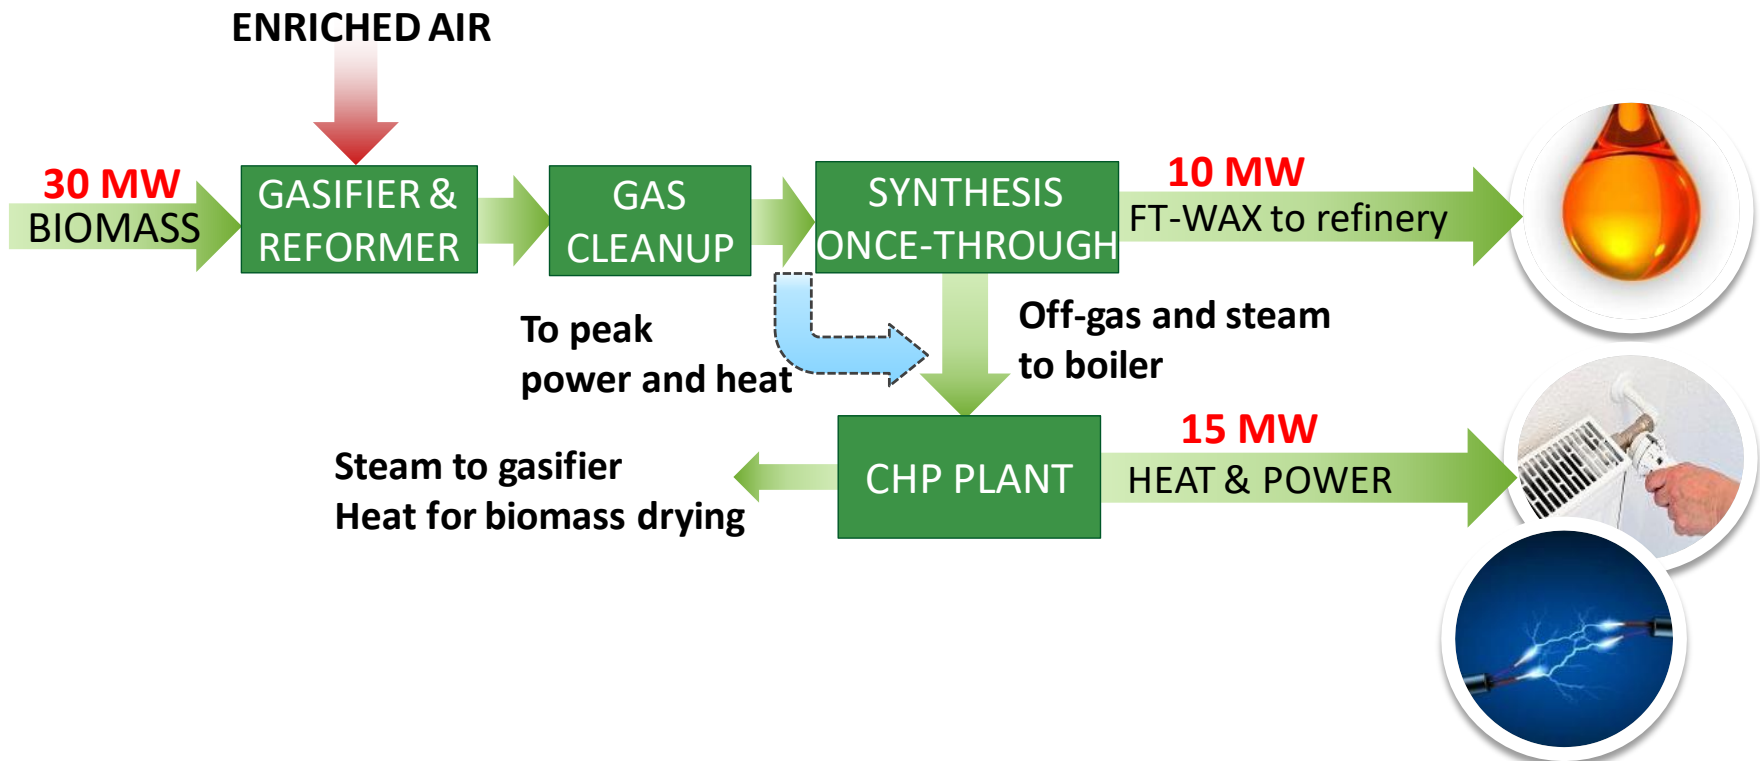 ENRICHED AIR
30 MW
BIOMASS
GASIFIER &
REFORMER
GAS
CLEANUP
SYNTHESIS
ONCE-THROUGH
10 MW
FT-WAX to refinery
To peak
power and heat
Off-gas and steam
to boiler
Steam to gasifier
Heat for biomass drying
CHP PLANT
15 MW
HEAT & POWER